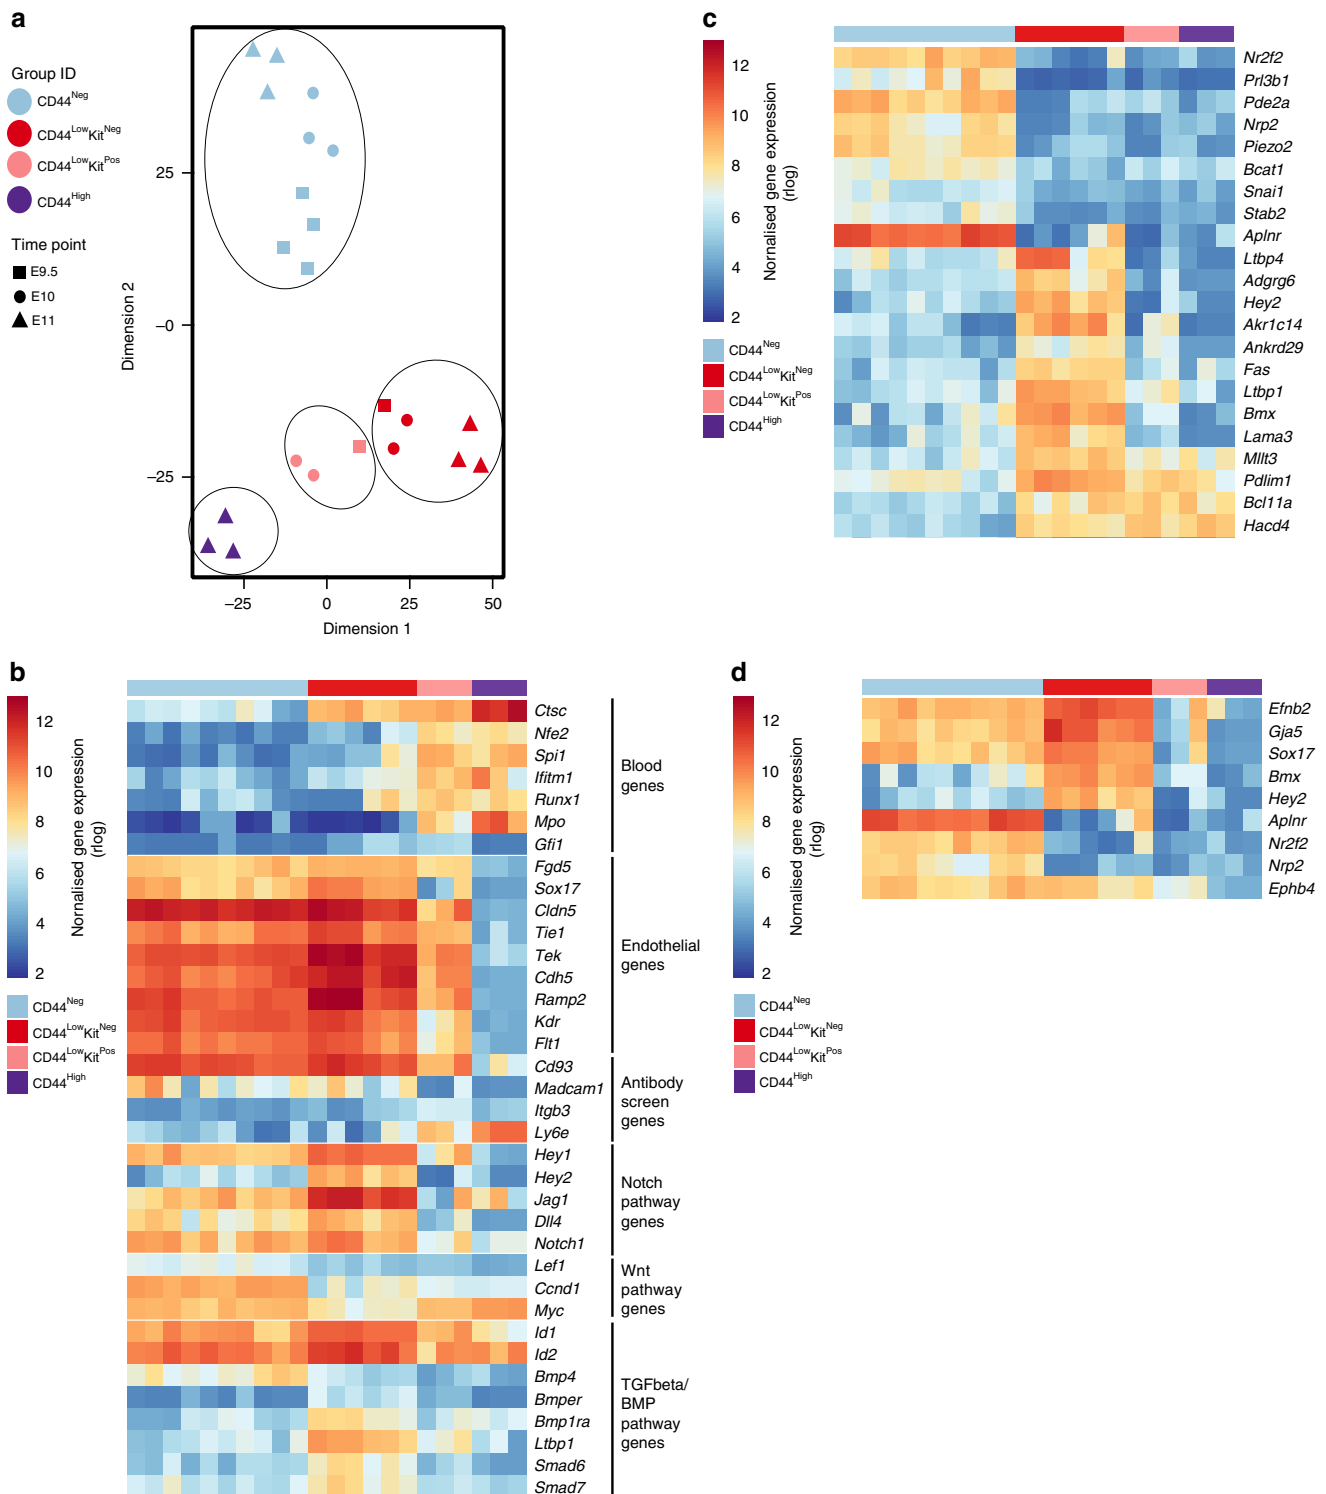 a
Group ID
CD44Neg
CD44LowKitNeg
CD44LowKitPos
CD44High
Time point
E9.5
E10
E11
Dimension 2
25
–0
–25
–25
0
25
50
Dimension 1
c
12
10
8
6
4
2
Nornalised gene expression
(rlog)
CD44Neg
CD44LowKitNeg
CD44LowKitPos
CD44High
Nr2f2
Prl3b1
Pde2a
Nrp2
Piezo2
Bcat1
Snai1
Stab2
Aplnr
Ltbp4
Adgrg6
Hey2
Akr1c14
Ankrd29
Fas
Ltbp1
Bmx
Lama3
Mllt3
Pdlim1
Bcl11a
Hacd4
b
12
10
8
6
4
2
Nornalised gene expression
(rlog)
CD44Neg
CD44LowKitNeg
CD44LowKitPos
CD44High
Ctsc
Nfe2
Spi1
Ifitm1
Runx1
Mpo
Gfi1
Fgd5
Sox17
Cldn5
Tie1
Tek
Cdh5
Ramp2
Kdr
Flt1
Cd93
Madcam1
Itgb3
Ly6e
Hey1
Hey2
Jag1
Dll4
Notch1
Lef1
Ccnd1
Myc
Id1
Id2
Bmp4
Bmper
Bmp1ra
Ltbp1
Smad6
Smad7
Blood
genes
Endothelial
genes
Antibody
screen
genes
Notch
pathway
genes
Wnt
pathway
genes
TGFbeta/
BMP
pathway
genes
d
12
10
8
6
4
2
Nornalised gene expression
(rlog)
CD44Neg
CD44LowKitNeg
CD44LowKitPos
CD44High
Efnb2
Gja5
Sox17
Bmx
Hey2
Aplnr
Nr2f2
Nrp2
Ephb4